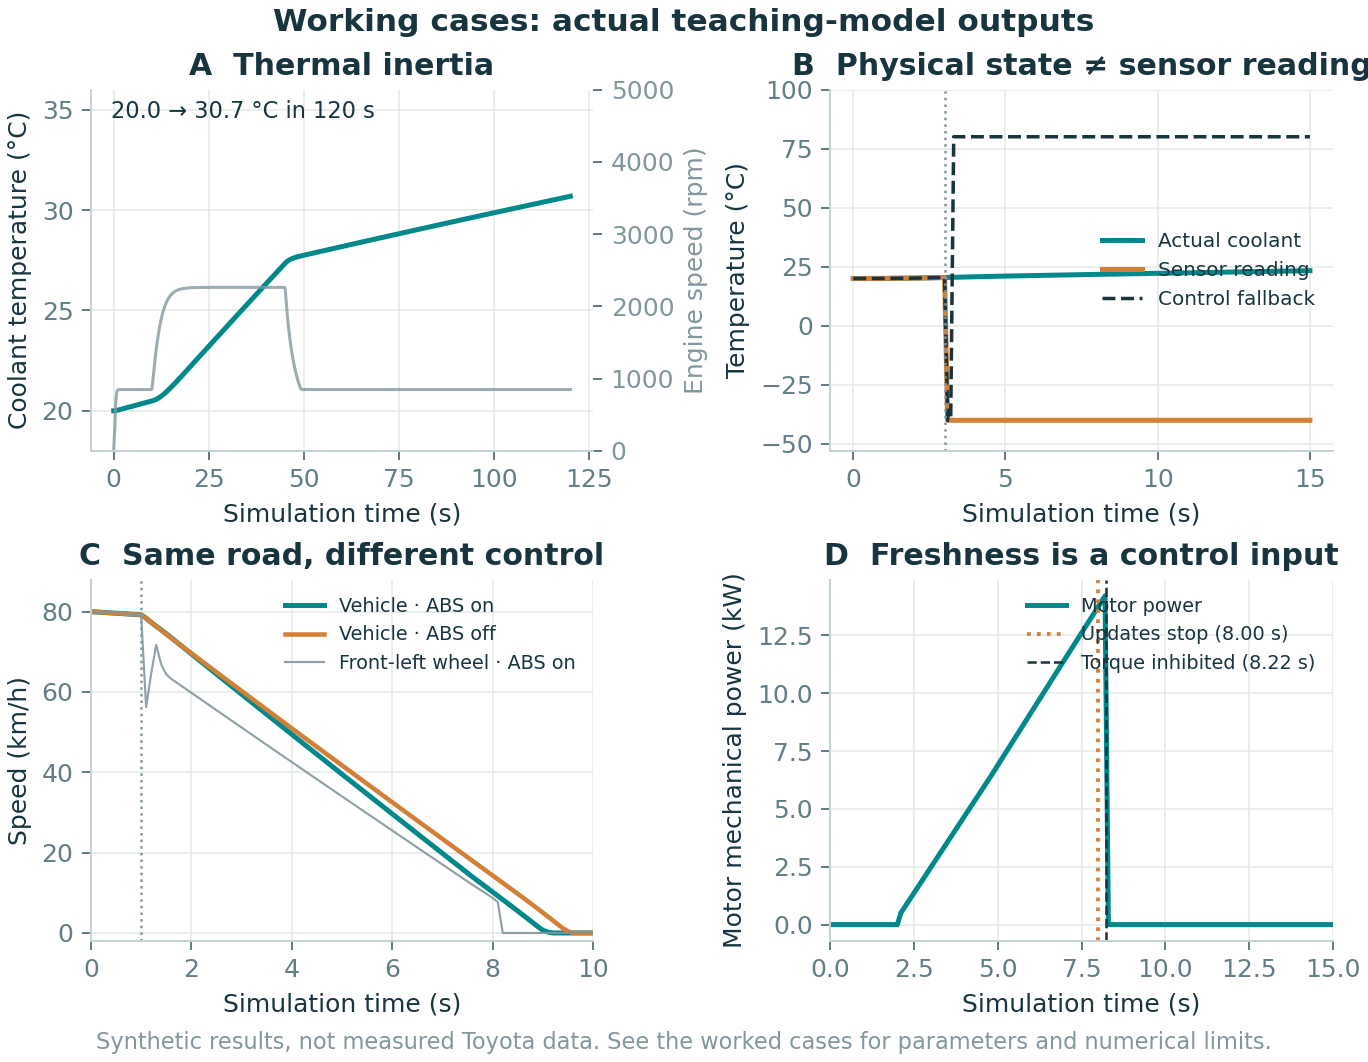 Working cases: actual teaching-model outputs
A Thermal inertia
20.0 → 30.7 °C in 120 s
Coolant temperature (°C)
35
30
25
20
Engine speed (rpm)
5000
4000
3000
2000
1000
0
0 25 50 75 100 125
Simulation time (s)
B Physical state ≠ sensor reading
Temperature (°C)
100
75
50
25
0
−25
−50
Actual coolant
Sensor reading
Control fallback
0 5 10 15
Simulation time (s)
C Same road, different control
Speed (km/h)
80
60
40
20
0
Vehicle · ABS on
Vehicle · ABS off
Front-left wheel · ABS on
0 2 4 6 8 10
Simulation time (s)
D Freshness is a control input
Motor mechanical power (kW)
12.5
10.0
7.5
5.0
2.5
0.0
Motor power
Updates stop (8.00 s)
Torque inhibited (8.22 s)
0.0 2.5 5.0 7.5 10.0 12.5 15.0
Simulation time (s)
Synthetic results, not measured Toyota data. See the worked cases for parameters and numerical limits.